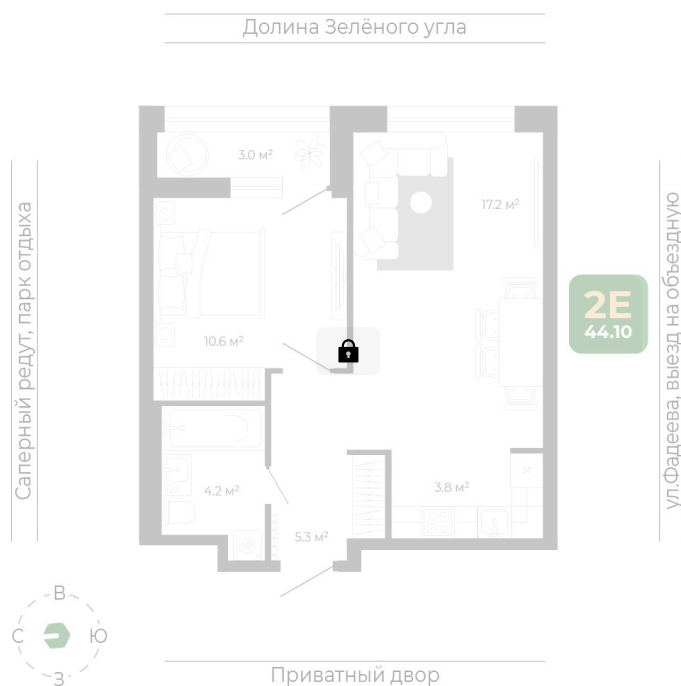 Долина Зелёного угла
3.0 м²
17.2 м²
Саперный редут, парк отдыха
ул.Фадеева, выезд на объездную
2Е
44.10
10.6 м²
4.2 м²
3.8 м²
5.3 м²
В
С
Ю
З
Приватный двор